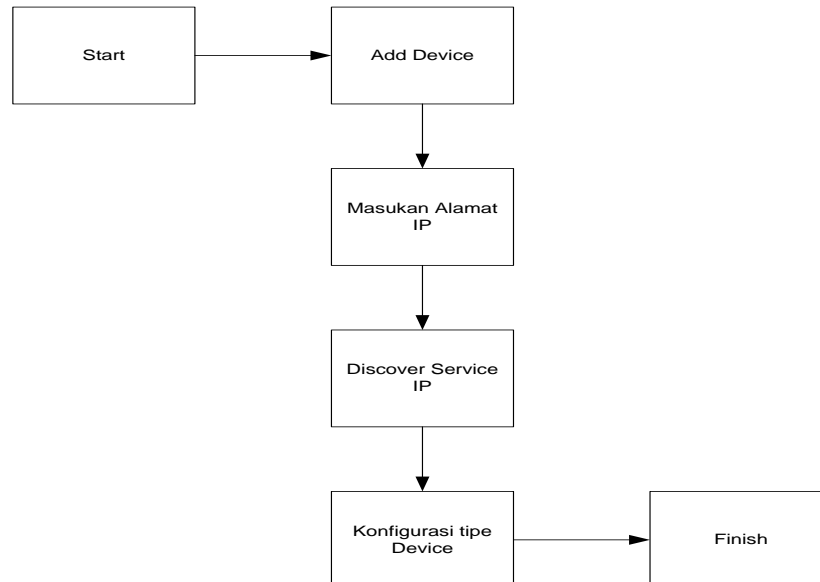 Start
Add Device
Masukan Alamat
IP
Discover Service
IP
Konfigurasi tipe
Device
Finish